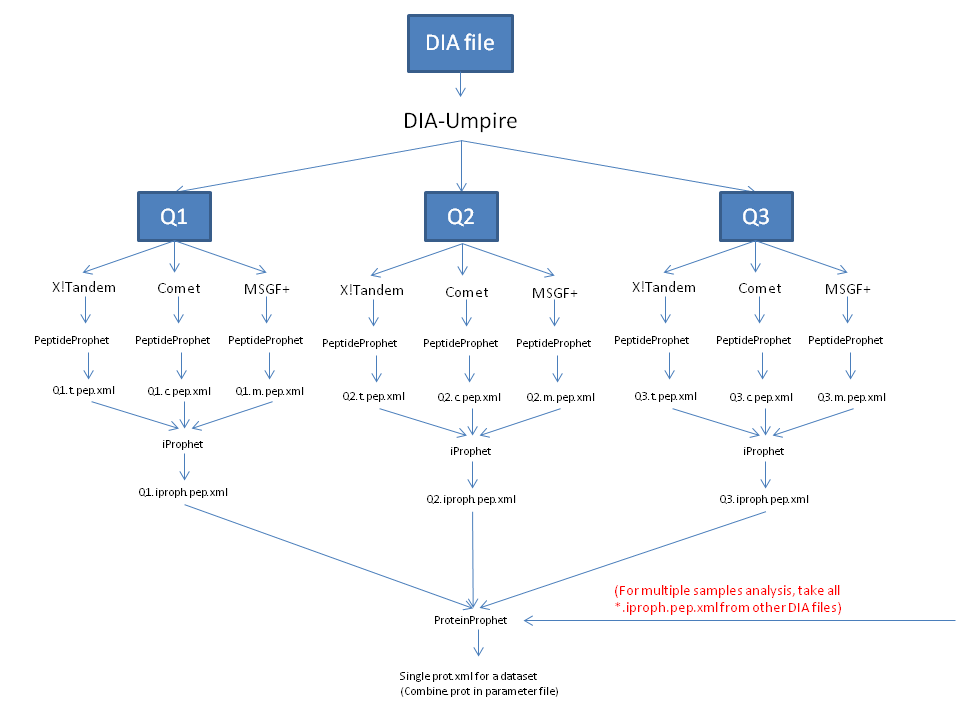 DIA file
DIA-Umpire
Q1
Q2
Q3
X!Tandem
Comet
MSGF+
X!Tandem
Comet
MSGF+
X!Tandem
Comet
MSGF+
PeptideProphet
PeptideProphet
PeptideProphet
PeptideProphet
PeptideProphet
PeptideProphet
PeptideProphet
PeptideProphet
PeptideProphet
Q1.t.pep.xml
Q1.c.pep.xml
Q1.m.pep.xml
Q2.t.pep.xml
Q2.c.pep.xml
Q2.m.pep.xml
Q3.t.pep.xml
Q3.c.pep.xml
Q3.m.pep.xml
iProphet
iProphet
iProphet
Q1.iproph.pep.xml
Q2.iproph.pep.xml
Q3.iproph.pep.xml
(For multiple samples analysis, take all
*.iproph.pep.xml from other DIA files)
ProteinProphet
Single prot.xml for a dataset
(Combine.prot in parameter file)